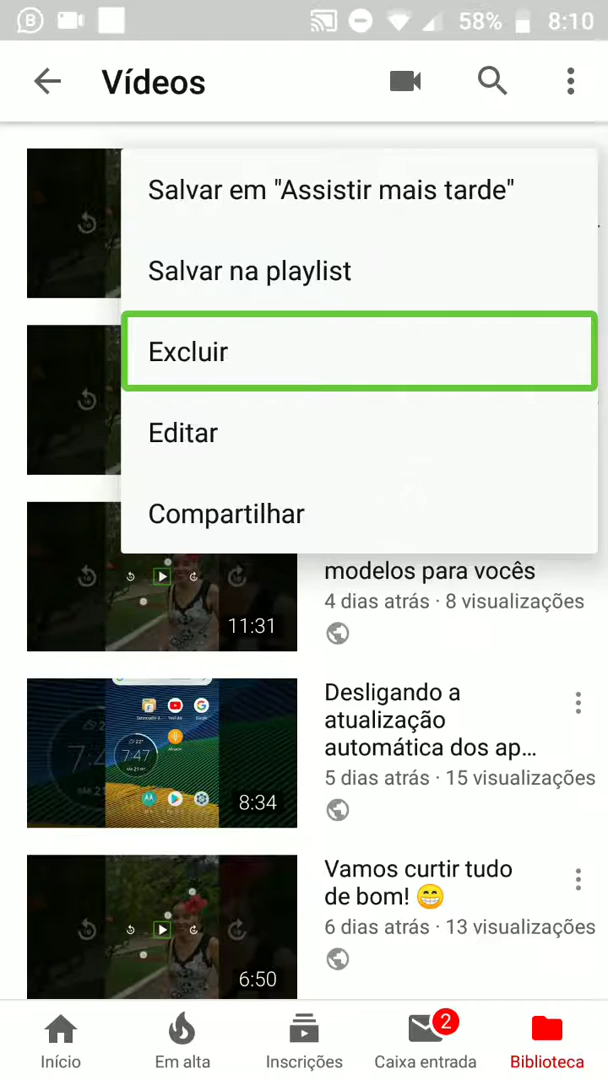 58% 8:10
Vídeos
Salvar em "Assistir mais tarde"
Salvar na playlist
Excluir
Editar
Compartilhar
modelos para vocês
4 dias atrás · 8 visualizações
11:31
Desligando a
atualização
automática dos ap...
5 dias atrás · 15 visualizações
7:47
8:34
Vamos curtir tudo
de bom! 😁
6 dias atrás · 13 visualizações
6:50
2
Início
Em alta
Inscrições
Caixa entrada
Biblioteca